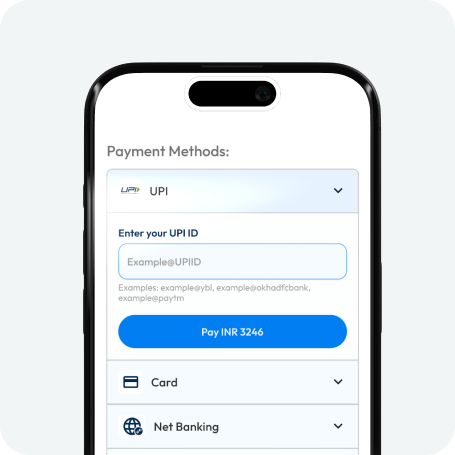 Payment Methods:
UPI UPI
Enter your UPI ID
Example@UPIID
Examples: example@ybl, example@okhadfcbank,
example@paytm
Pay INR 3246
Card
Net Banking